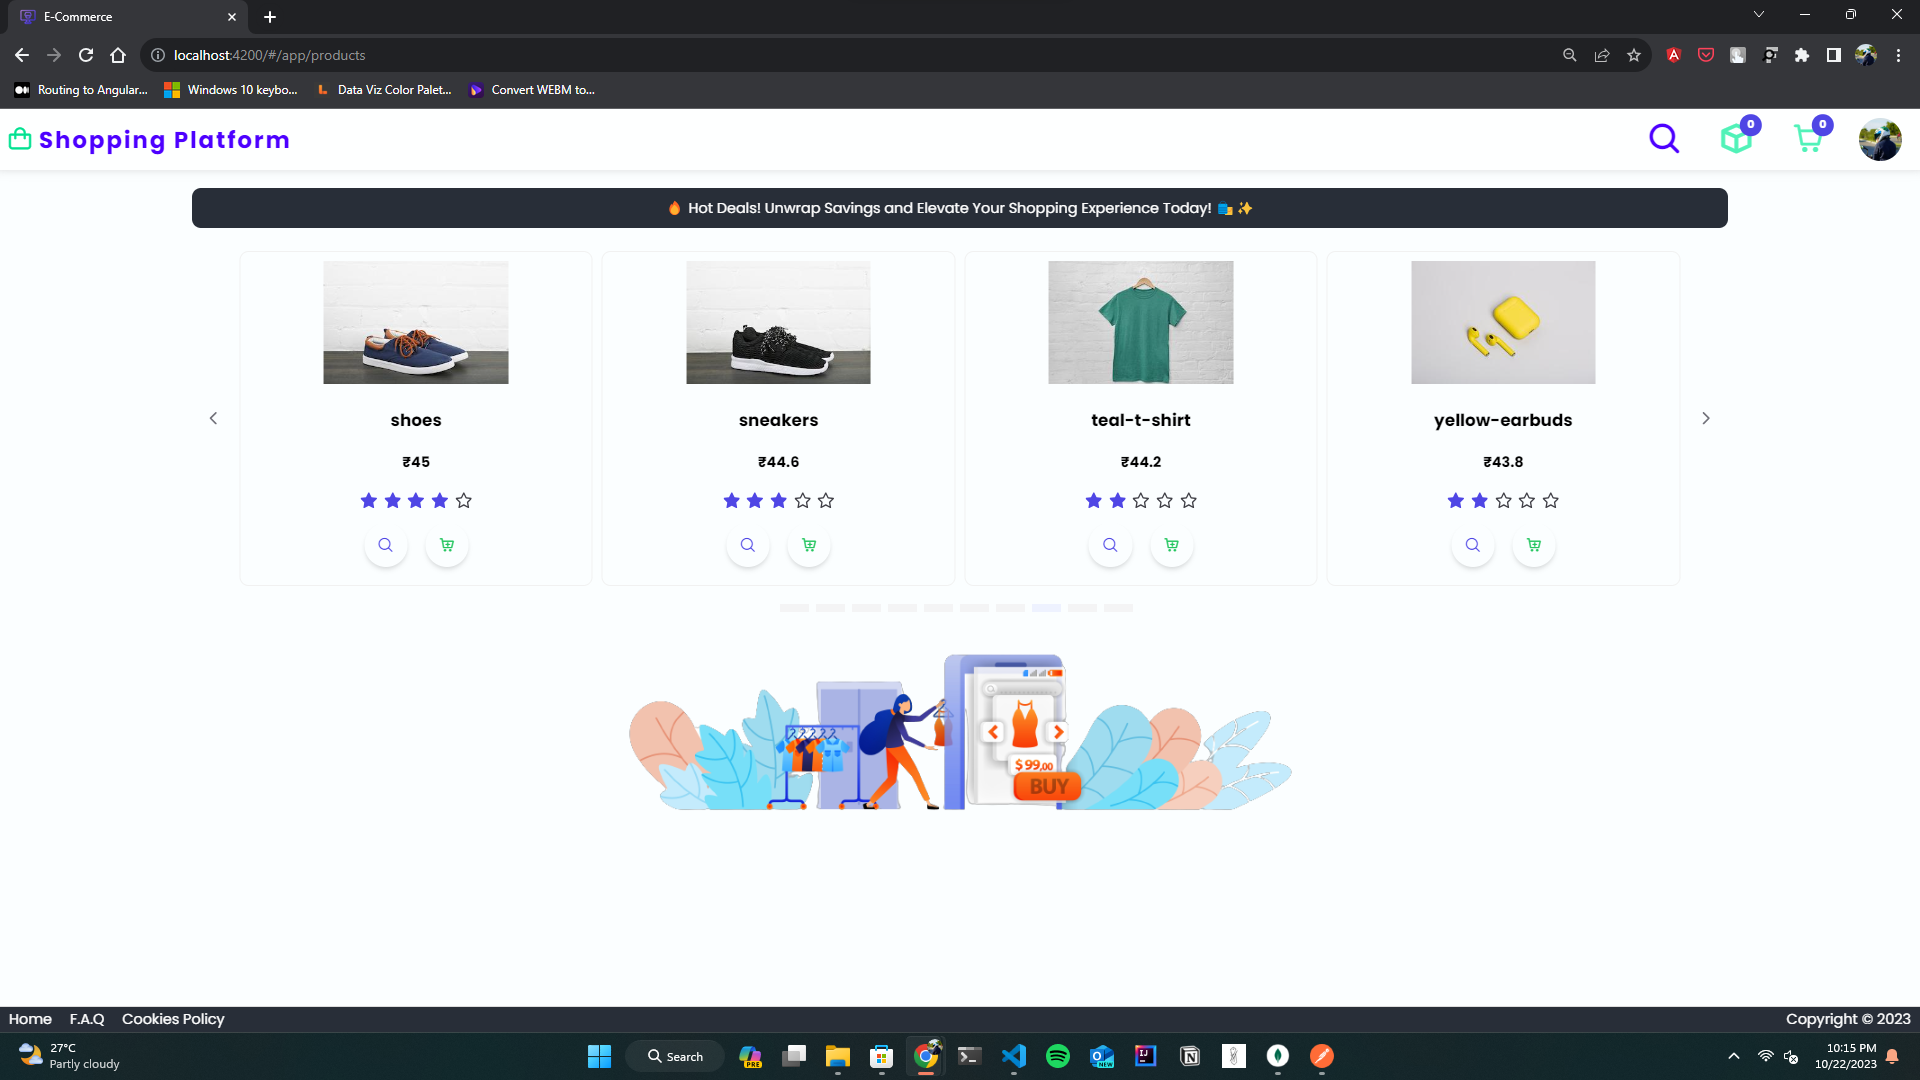 E-Commerce
localhost:4200/#/app/products
Routing to Angular...
Windows 10 keybo...
Data Viz Color Palet...
Convert WEBM to...
Shopping Platform
0
0
🔥 Hot Deals! Unwrap Savings and Elevate Your Shopping Experience Today! 🛍️ ✨
shoes
₹45
sneakers
₹44.6
teal-t-shirt
₹44.2
yellow-earbuds
₹43.8
$99,00
BUY
Home
F.A.Q
Cookies Policy
Copyright © 2023
27°C
Partly cloudy
Search
PRE
NEW
10:15 PM
10/22/2023